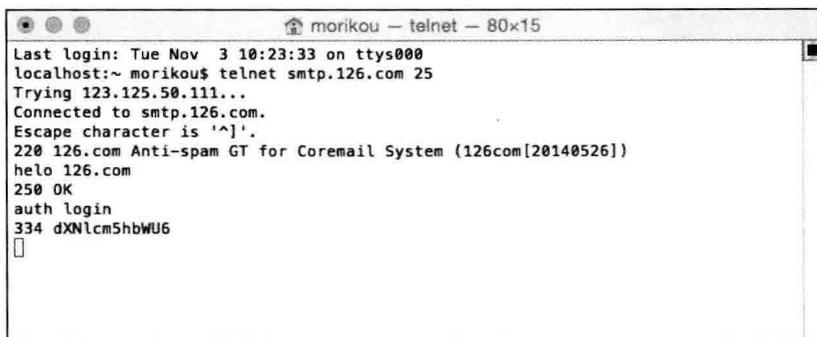 morikou — telnet — 80×15
Last login: Tue Nov  3 10:23:33 on ttys000
localhost:~ morikou$ telnet smtp.126.com 25
Trying 123.125.50.111...
Connected to smtp.126.com.
Escape character is '^]'.
220 126.com Anti-spam GT for Coremail System (126com[20140526])
helo 126.com
250 OK
auth login
334 dXNlcm5hbWU6